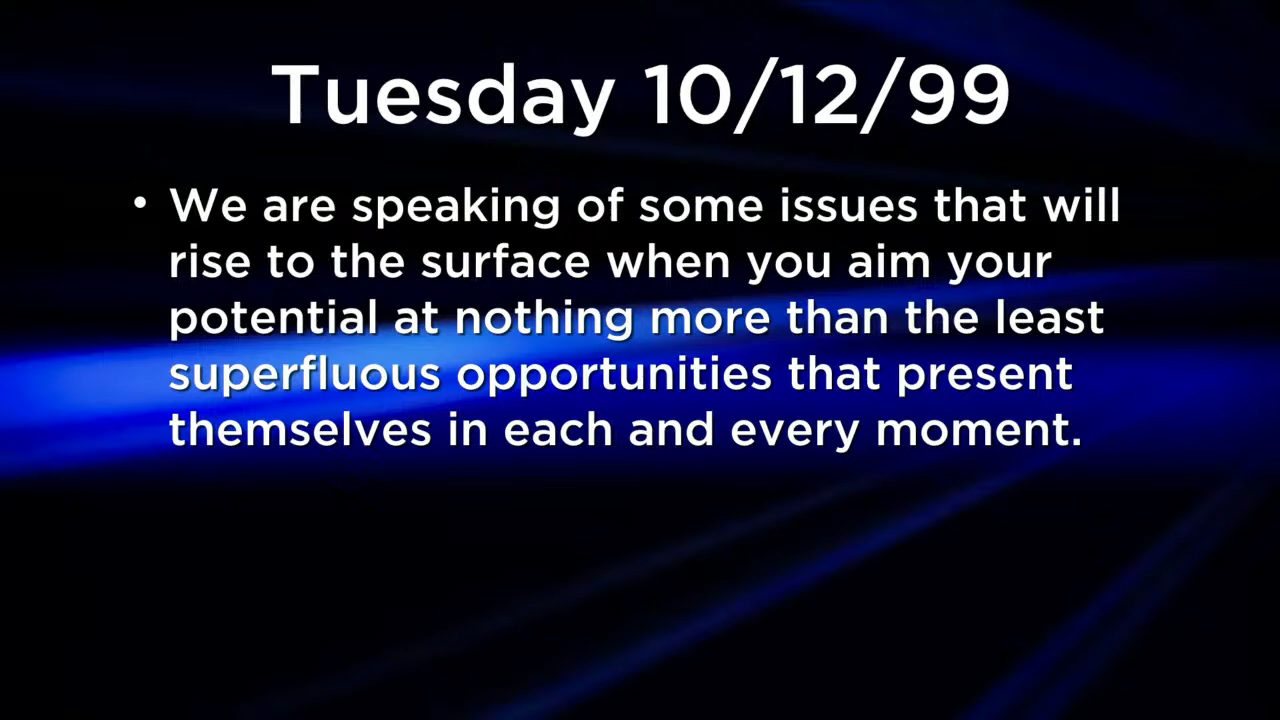 Tuesday 10/12/99
• We are speaking of some issues that will
rise to the surface when you aim your
potential at nothing more than the least
superfluous opportunities that present
themselves in each and every moment.